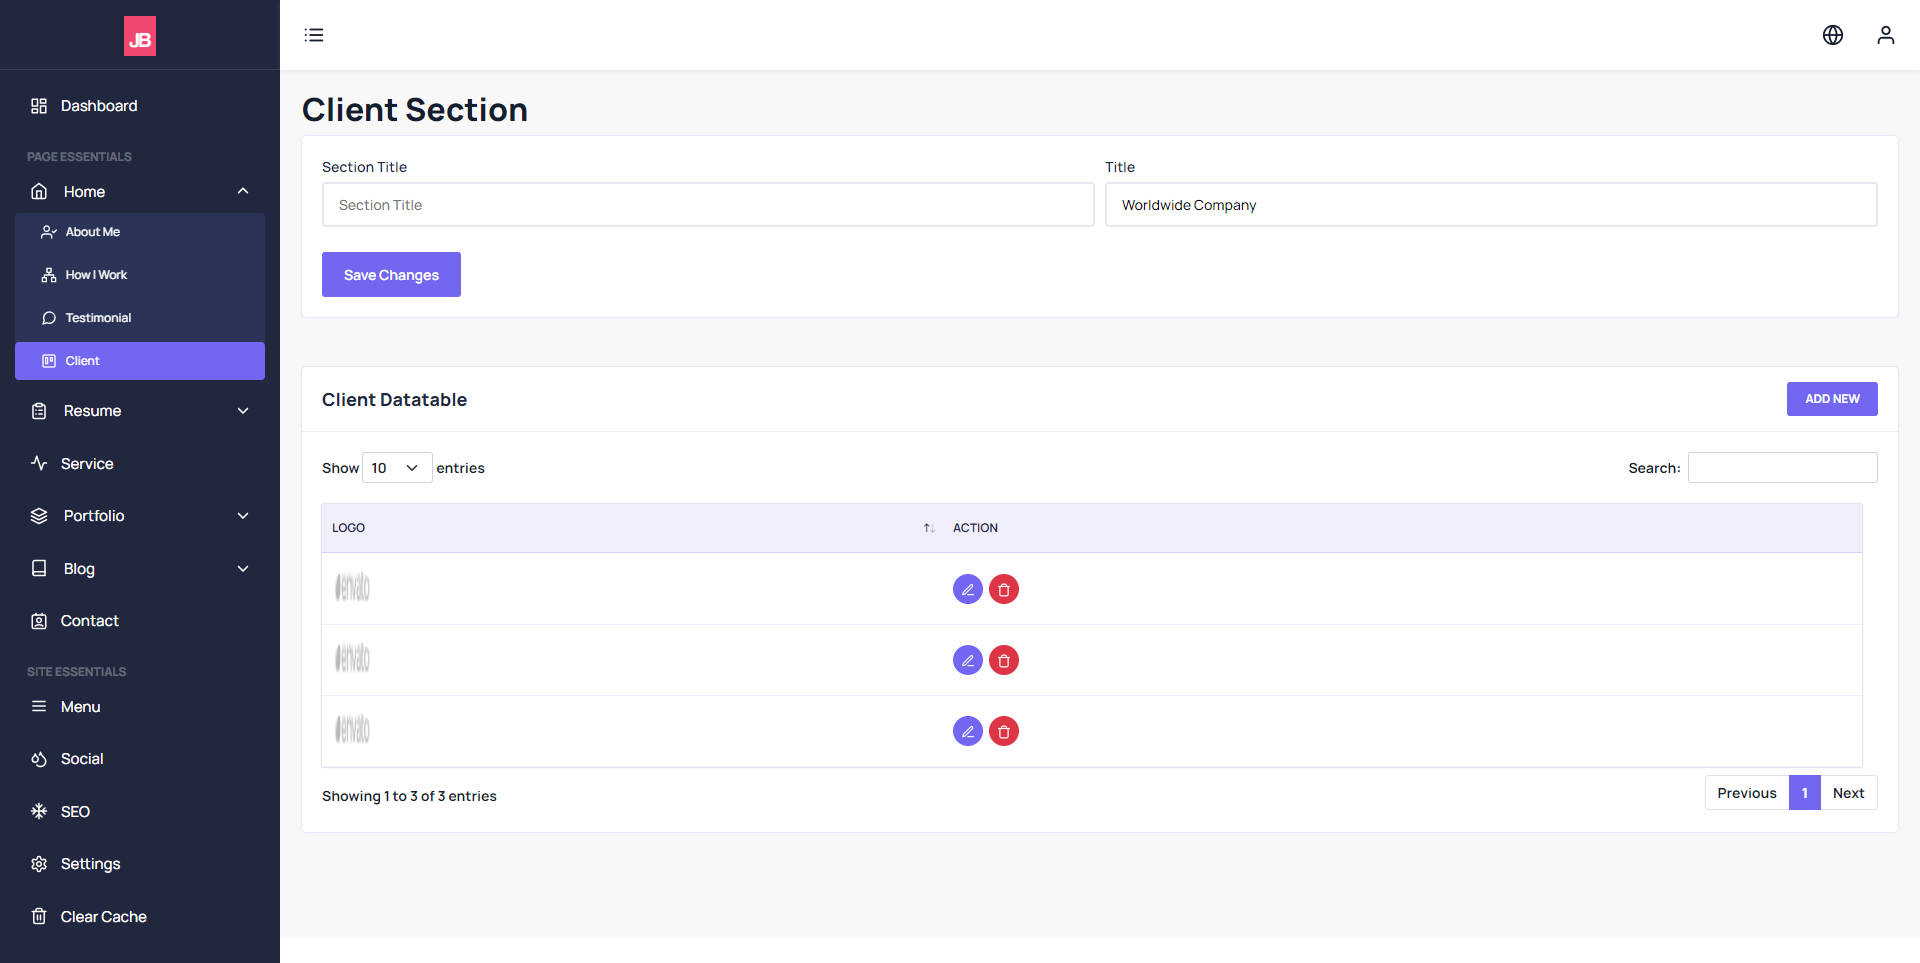 JB
Dashboard
PAGE ESSENTIALS
Home
About Me
How I Work
Testimonial
Client
Resume
Service
Portfolio
Blog
Contact
SITE ESSENTIALS
Menu
Social
SEO
Settings
Clear Cache
Client Section
Section Title Title
Section Title Worldwide Company
Save Changes
Client Datatable ADD NEW
Show 10 entries Search:
LOGO ACTION
envato
envato
envato
Showing 1 to 3 of 3 entries Previous 1 Next